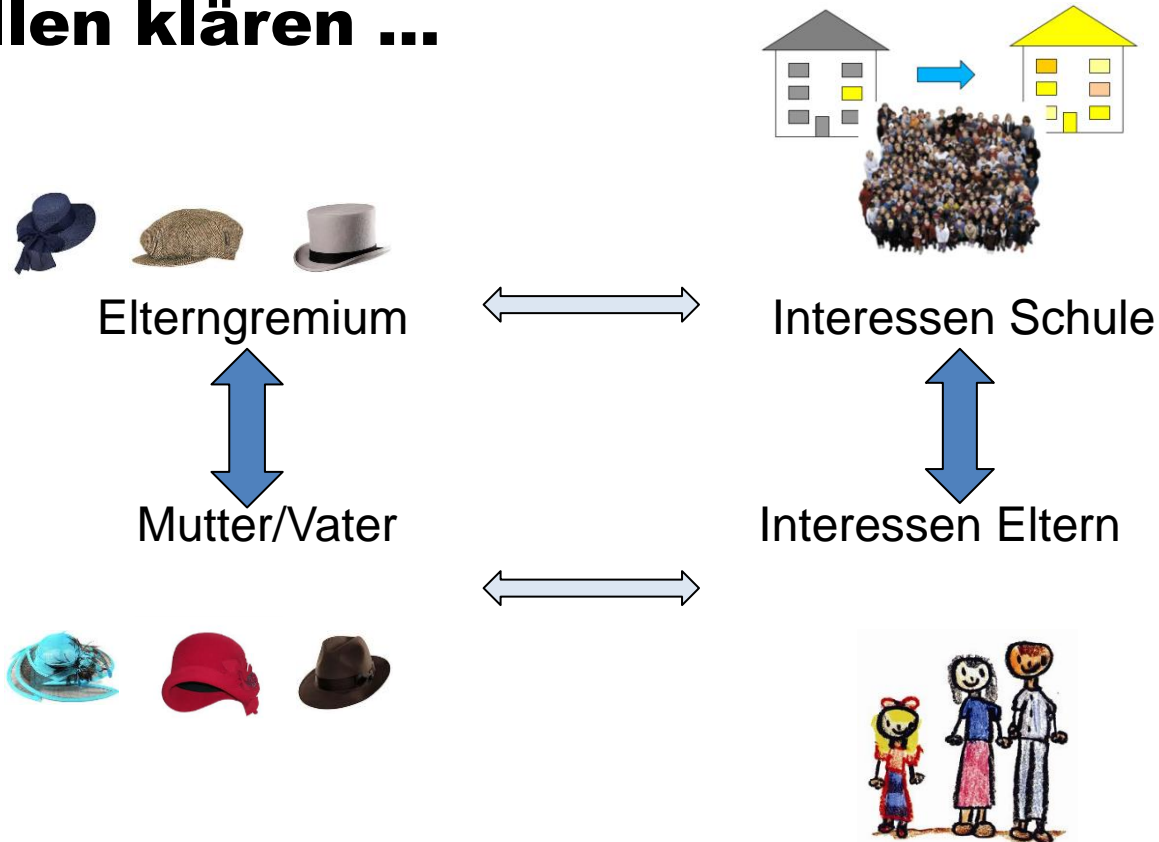 llen klären ...
Elterngremium
Interessen Schule
Mutter/Vater
Interessen Eltern